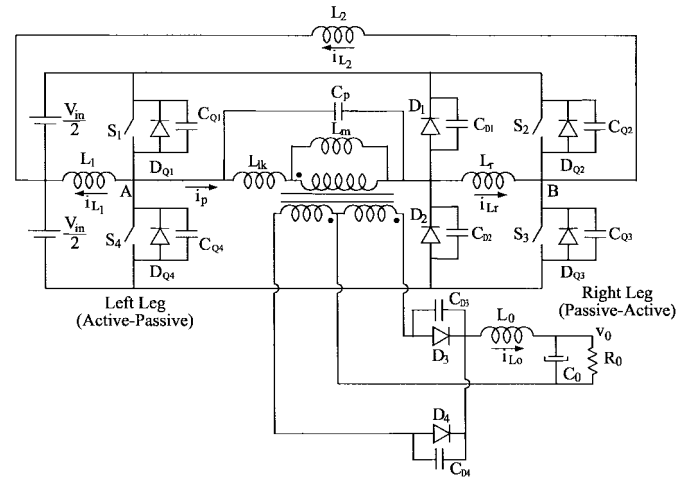 L2
iL2
Vin
2
S1
CQ1
DQ1
Cp
Lm
D1
CD1
S2
CQ2
DQ2
L1
iL1
A
ip
Llk
Lr
iLr
B
Vin
2
S4
CQ4
DQ4
D2
CD2
S3
CQ3
DQ3
Left Leg
(Active-Passive)
Right Leg
(Passive-Active)
CD3
D3
L0
iLo
v0
C0
R0
D4
CD4